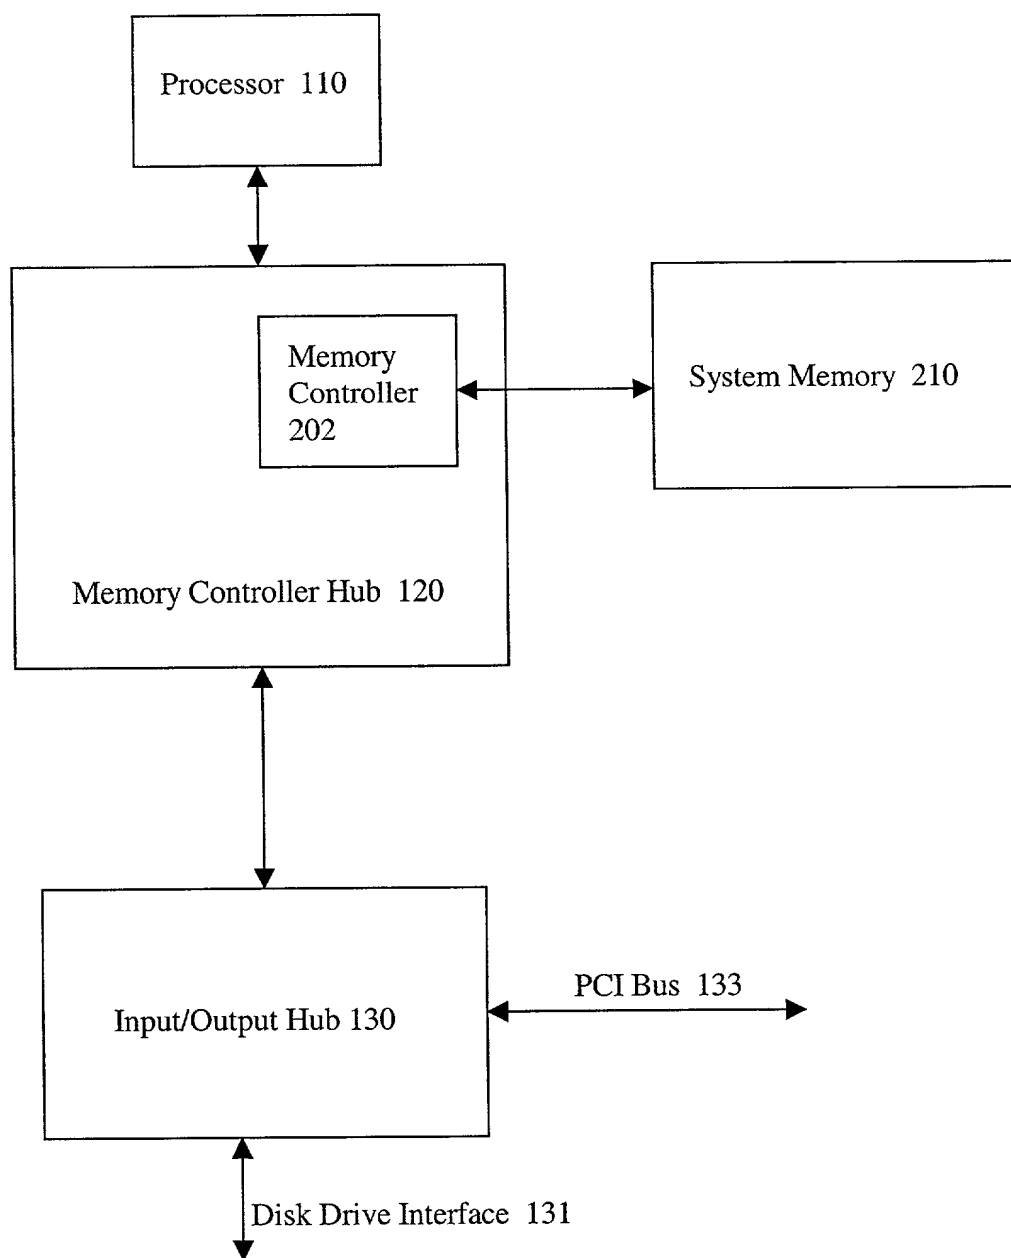 Processor 110
Memory
Controller
202
System Memory 210
Memory Controller Hub 120
PCI Bus 133
Input/Output Hub 130
Disk Drive Interface 131